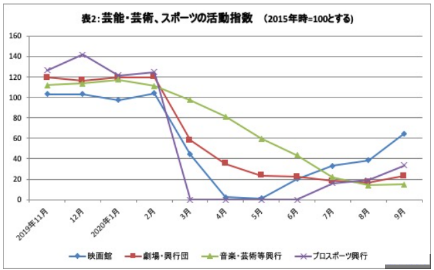 表2：芸能・芸術、スポーツの活動指数　（2015年時=100とする）
160
140
120
100
80
60
40
20
0
2019年11月
12月
2020年1月
2月
3月
4月
5月
6月
7月
8月
9月
映画館
劇場・興行団
音楽・芸術等興行
プロスポーツ興行